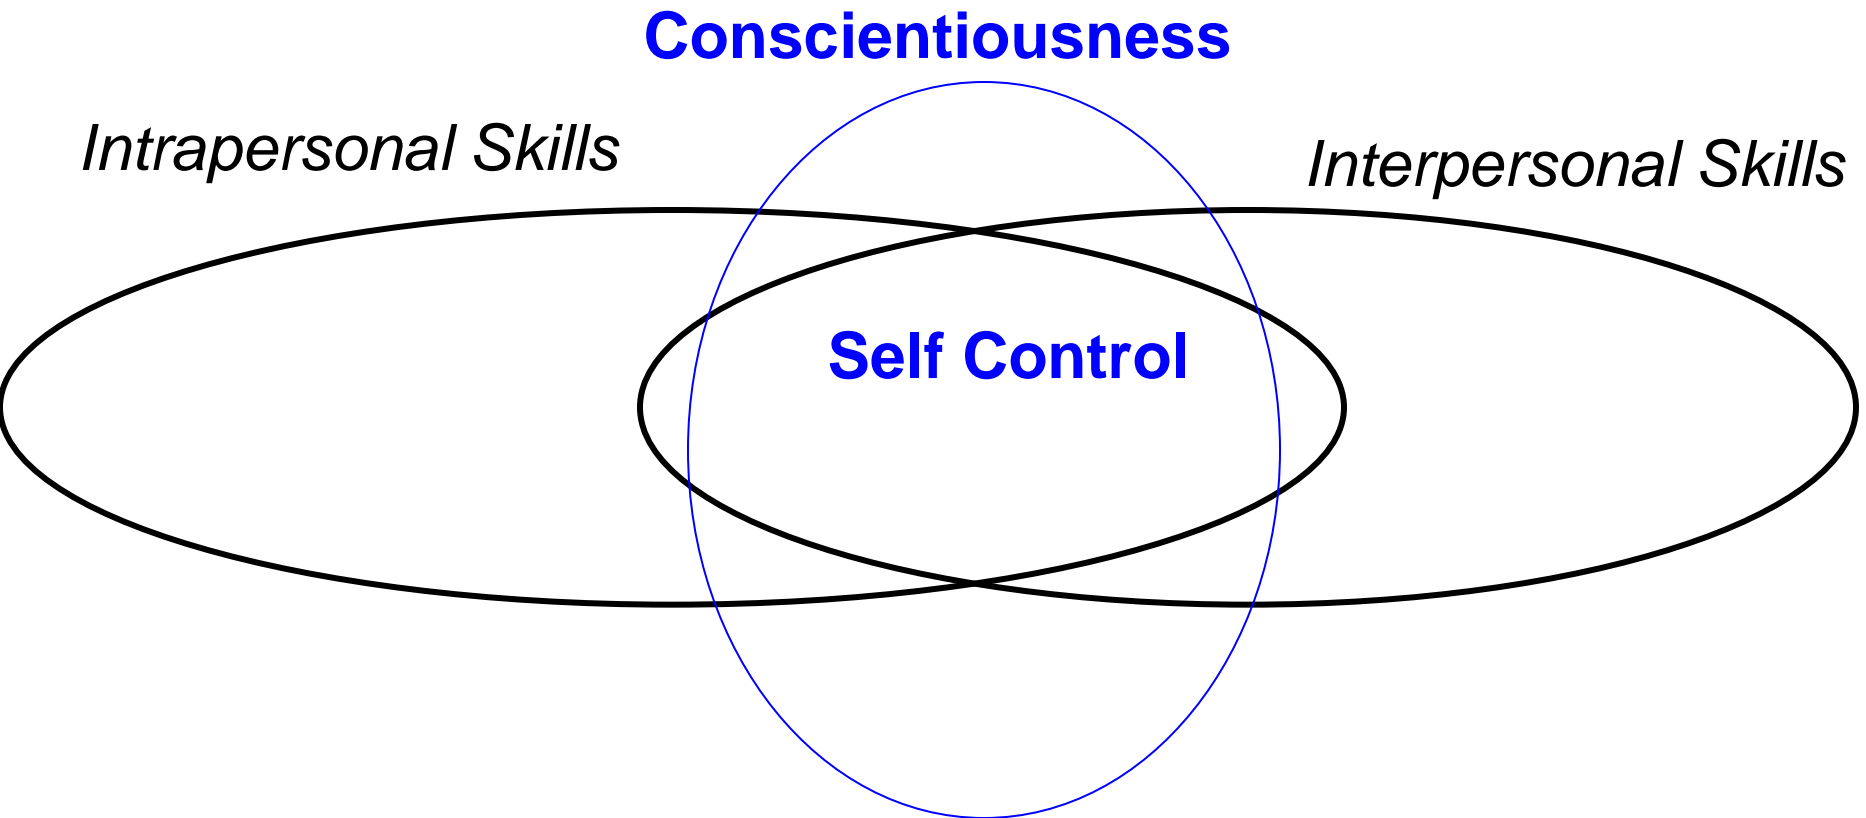 Conscientiousness
Intrapersonal Skills
Interpersonal Skills
Self Control